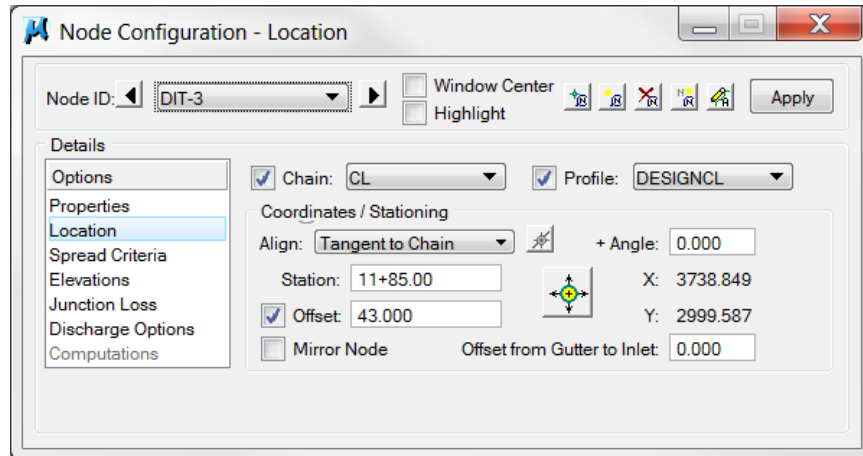 Node Configuration - Location
Node ID: DIT-3 Window Center
Highlight
Apply
Details
Options
Properties
Location
Spread Criteria
Elevations
Junction Loss
Discharge Options
Computations
Chain: CL Profile: DESIGNCL
Coordinates / Stationing
Align: Tangent to Chain + Angle: 0.000
Station: 11+85.00 X: 3738.849
Offset: 43.000 Y: 2999.587
Mirror Node Offset from Gutter to Inlet: 0.000